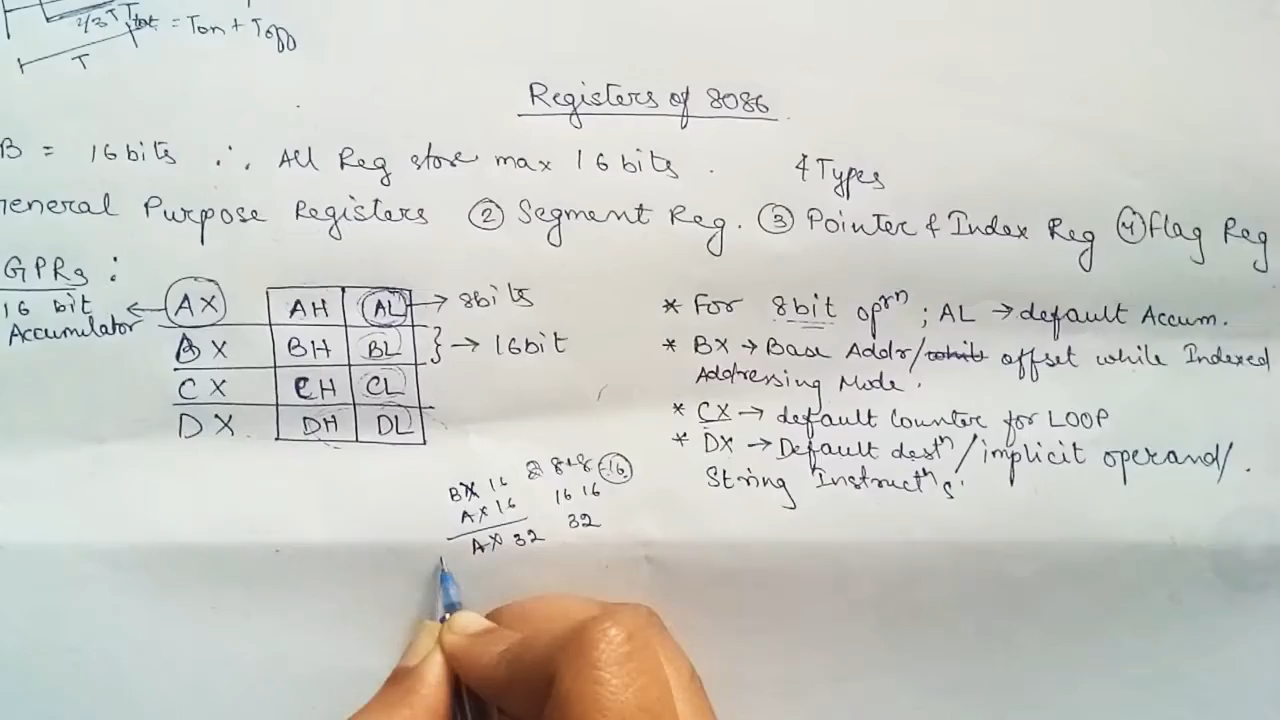 2/3 T Ttot = Ton + Toff
T
Registers of 8086
B = 16 bits ∴ All Reg store max 16 bits . 4 Types
General Purpose Registers ② Segment Reg. ③ Pointer & Index Reg ④ Flag Reg
GPRs :
16 bit Accumulator ← AX AH AL → 8bits
BX BH BL } → 16bit
CX CH CL
DX DH DL
* For 8bit oprⁿ ; AL → default Accum.
* BX → Base Addr/ offset while Indexed
Addressing Mode .
* CX → default Counter for LOOP
* DX → Default destⁿ/implicit operand/ .
String Instructⁿs .
BX 16 8 8+8 16
AX 16 16 16
AX 32 32